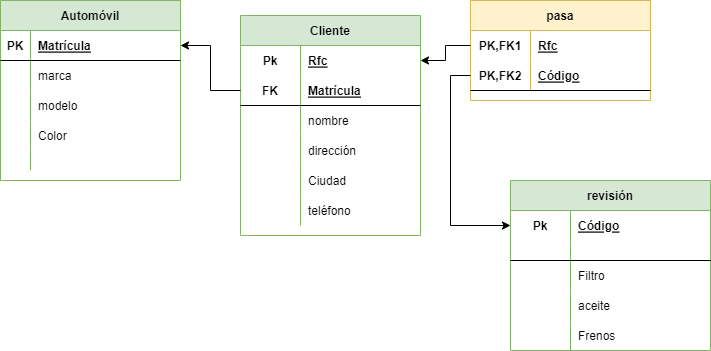 Automóvil
PK Matrícula
marca
modelo
Color
Cliente
Pk Rfc
FK Matrícula
nombre
dirección
Ciudad
teléfono
pasa
PK,FK1 Rfc
PK,FK2 Código
revisión
Pk Código
Filtro
aceite
Frenos